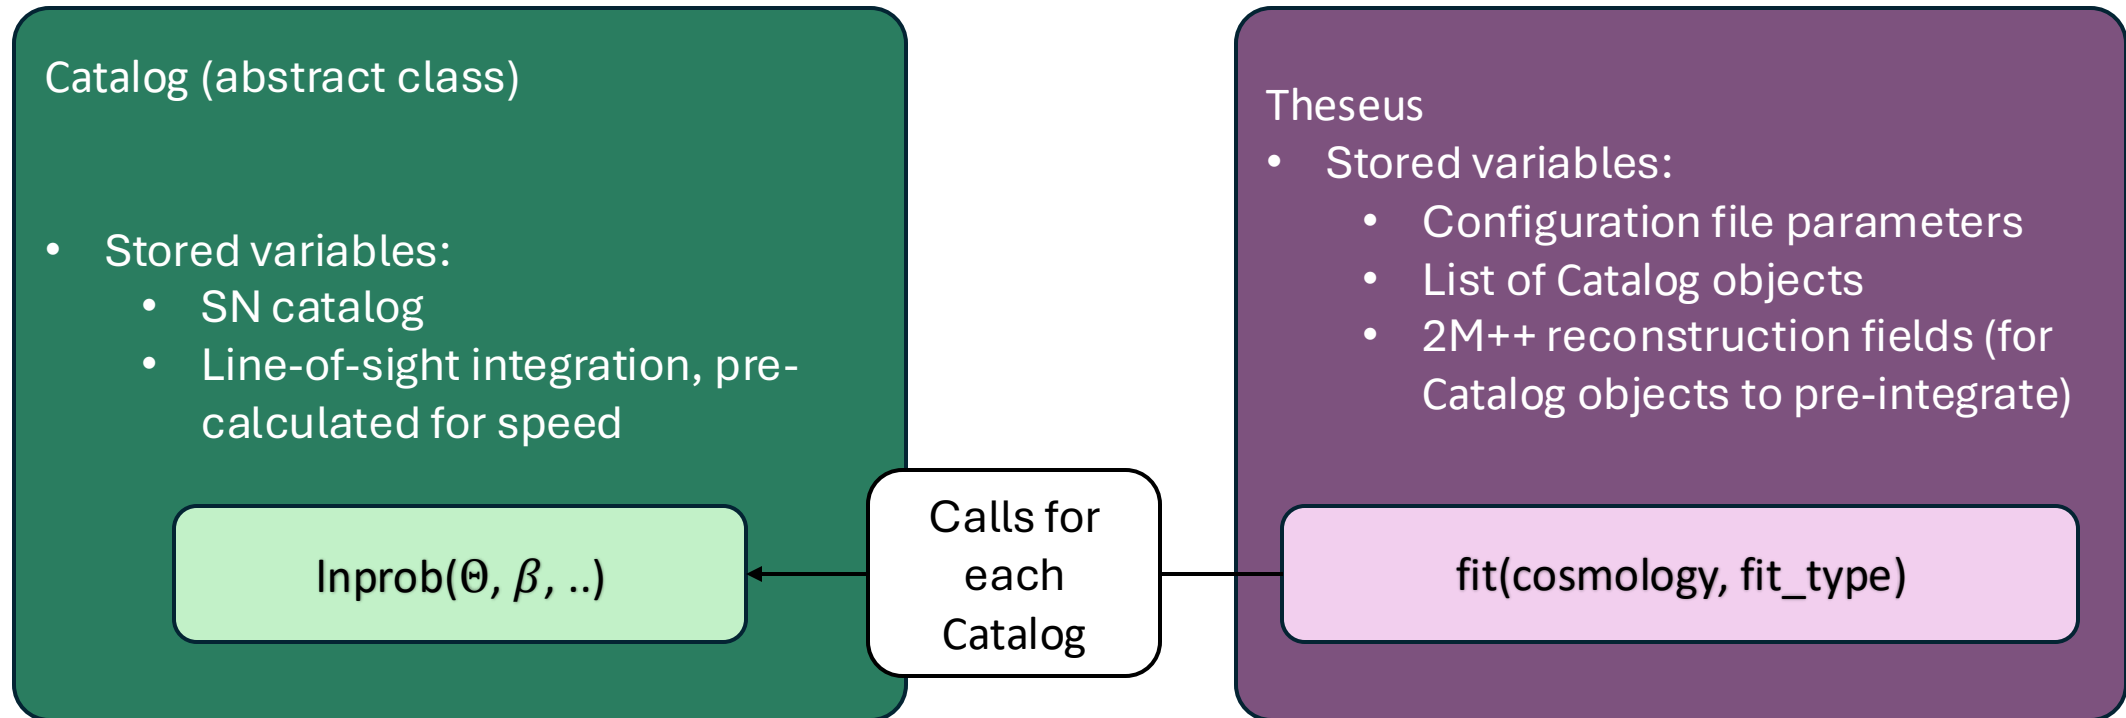 Catalog (abstract class)
• Stored variables:
• SN catalog
• Line-of-sight integration, pre-
calculated for speed
lnprob(Θ, 𝛽, ..)
Calls for
each
Catalog
Theseus
• Stored variables:
• Configuration file parameters
• List of Catalog objects
• 2M++ reconstruction fields (for
Catalog objects to pre-integrate)
fit(cosmology, fit_type)